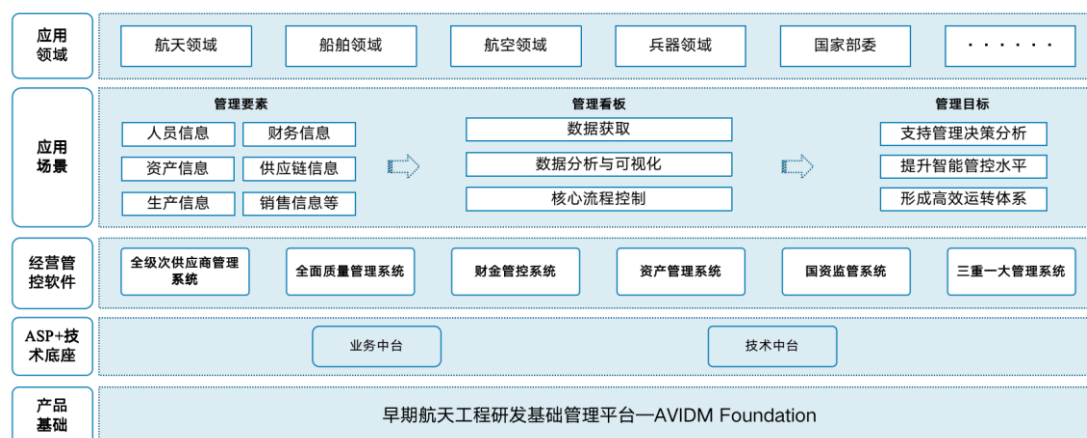 应用
领域
航天领域
船舶领域
航空领域
兵器领域
国家部委
······
应用
场景
管理要素
人员信息
财务信息
资产信息
供应链信息
生产信息
销售信息等
管理看板
数据获取
数据分析与可视化
核心流程控制
管理目标
支持管理决策分析
提升智能管控水平
形成高效运转体系
经营管
控软件
全级次供应商管理
系统
全面质量管理系统
财金管控系统
资产管理系统
国资监管系统
三重一大管理系统
ASP+技
术底座
业务中台
技术中台
产品
基础
早期航天工程研发基础管理平台—AVIDM Foundation